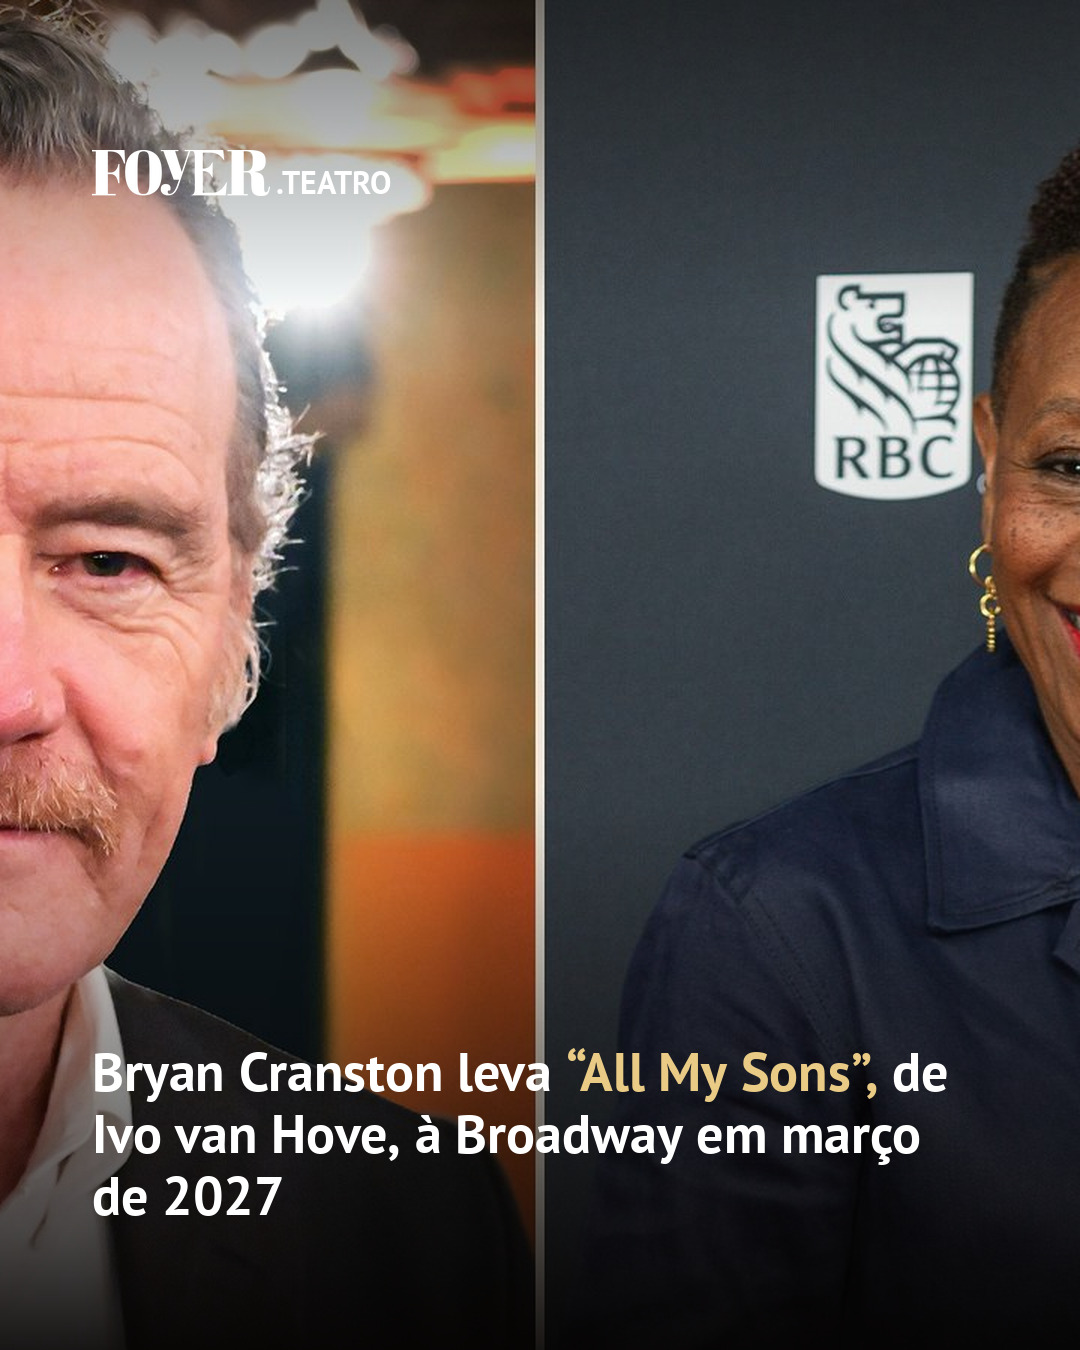 FOYER.TEATRO
RBC
Bryan Cranston leva “All My Sons”, de
Ivo van Hove, à Broadway em março
de 2027